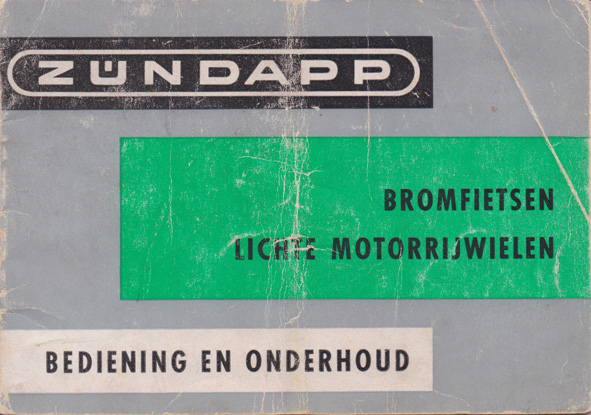 ZÜNDAPP
BROMFIETSEN
LICHTE MOTORRIJWIELEN
BEDIENING EN ONDERHOUD